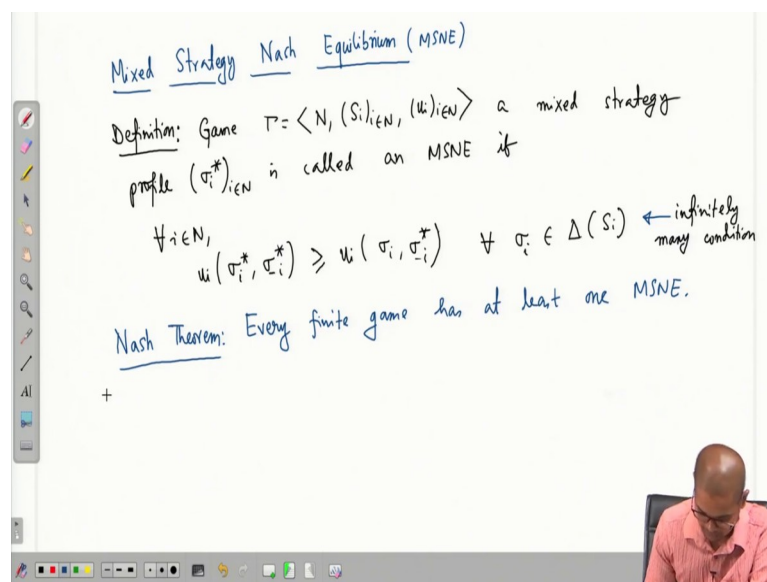 Mixed Strategy Nash Equilibrium (MSNE)
Definition: Game Γ = ⟨N, (Si)i∈N, (ui)i∈N⟩ a mixed strategy
profile (σi*)i∈N is called an MSNE if
∀ i∈N,
ui(σi*, σ-i*) ≥ ui(σi, σ-i*) ∀ σi ∈ Δ(Si) ← infinitely
many condition
Nash Theorem: Every finite game has at least one MSNE.
AI